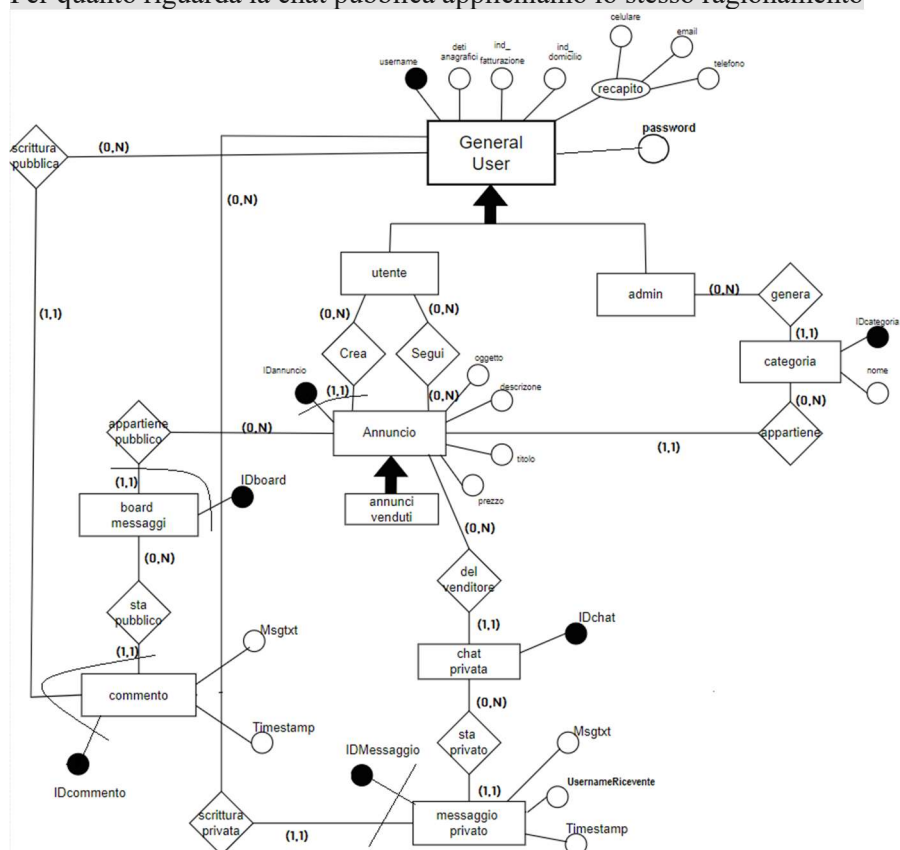 Per quanto riguarda la chat pubblica applichiamo lo stesso ragionamento
celulare
email
telefono
recapito
username
deti
anagrafici
ind_
fatturazione
ind_
domicilio
password
General
User
scrittura
pubblica
(0,N)
(0,N)
utente
admin
(0,N)
genera
(1,1)
(0,N)
(0,N)
Crea
Segui
(1,1)
IDcategoria
categoria
nome
(0,N)
appartiene
(1,1)
IDannuncio
(1,1)
(0,N)
oggetto
descrizone
titolo
prezzo
Annuncio
annunci
venduti
appartiene
pubblico
(0,N)
(1,1)
IDboard
board
messaggi
(0,N)
(0,N)
del
venditore
(1,1)
IDchat
chat
privata
sta
pubblico
(1,1)
Msgtxt
commento
Timestamp
IDcommento
(0,N)
sta
privato
(1,1)
IDMessaggio
Msgtxt
UsernameRicevente
messaggio
privato
Timestamp
scrittura
privata
(1,1)